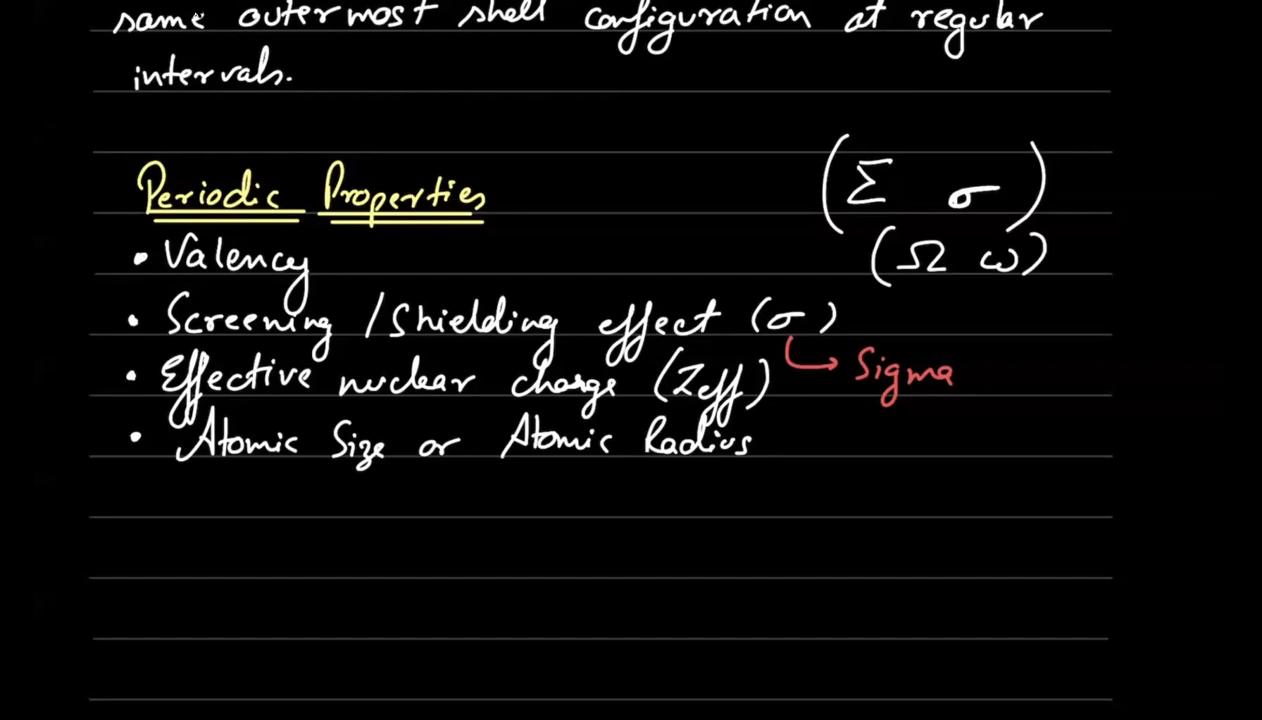 same outermost shell configuration at regular
intervals.
Periodic Properties
(Σ σ)
(Ω ω)
• Valency
• Screening / Shielding effect (σ)
Sigma
• Effective nuclear charge (Zeff)
• Atomic Size or Atomic Radius